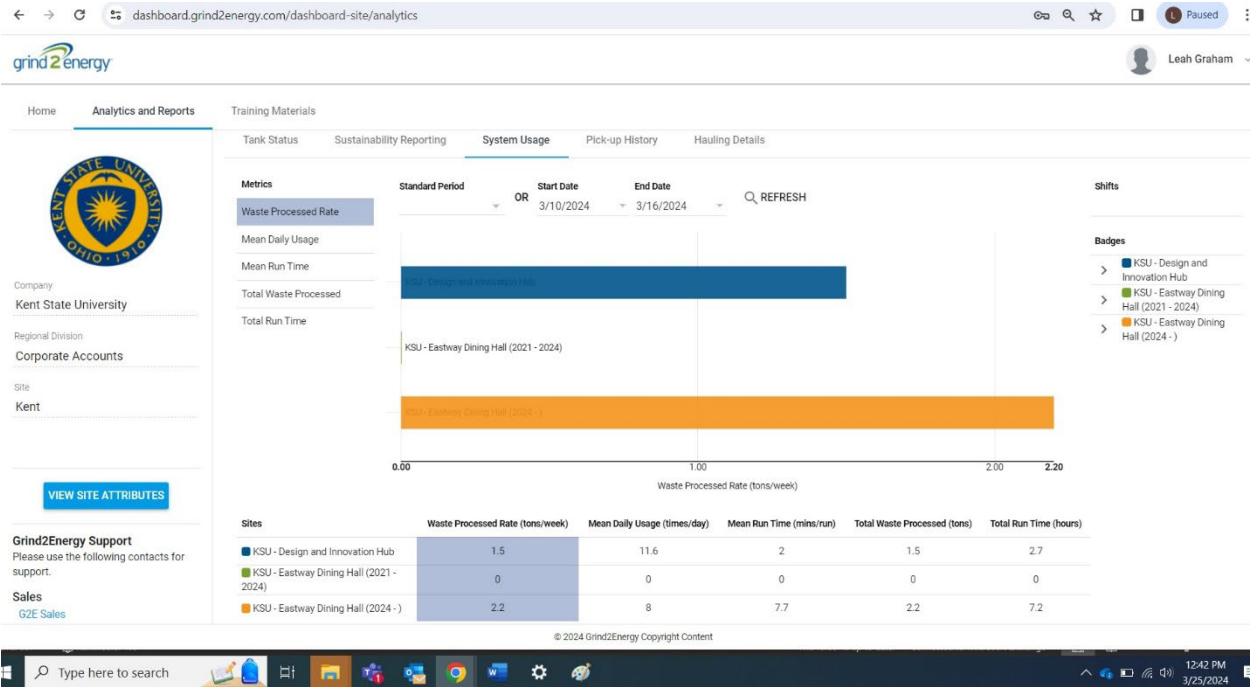 dashboard.grind2energy.com/dashboard-site/analytics
L
Paused
grind2energy
Leah Graham
Home
Analytics and Reports
Training Materials
Tank Status
Sustainability Reporting
System Usage
Pick-up History
Hauling Details
KENT STATE UNIVERSITY
OHIO · 1910
Company
Kent State University
Regional Division
Corporate Accounts
Site
Kent
VIEW SITE ATTRIBUTES
Grind2Energy Support
Please use the following contacts for
support.
Sales
G2E Sales
Metrics
Waste Processed Rate
Mean Daily Usage
Mean Run Time
Total Waste Processed
Total Run Time
Standard Period
OR
Start Date
3/10/2024
End Date
3/16/2024
REFRESH
KSU - Design and Innovation Hub
KSU - Eastway Dining Hall (2021 - 2024)
KSU - Eastway Dining Hall (2024 - )
0.00
1.00
2.00
2.20
Waste Processed Rate (tons/week)
Shifts
Badges
KSU - Design and
Innovation Hub
KSU - Eastway Dining
Hall (2021 - 2024)
KSU - Eastway Dining
Hall (2024 - )
Sites Waste Processed Rate (tons/week) Mean Daily Usage (times/day) Mean Run Time (mins/run) Total Waste Processed (tons) Total Run Time (hours)
KSU - Design and Innovation Hub 1.5 11.6 2 1.5 2.7
KSU - Eastway Dining Hall (2021 -
2024) 0 0 0 0 0
KSU - Eastway Dining Hall (2024 - ) 2.2 8 7.7 2.2 7.2
© 2024 Grind2Energy Copyright Content
Type here to search
12:42 PM
3/25/2024